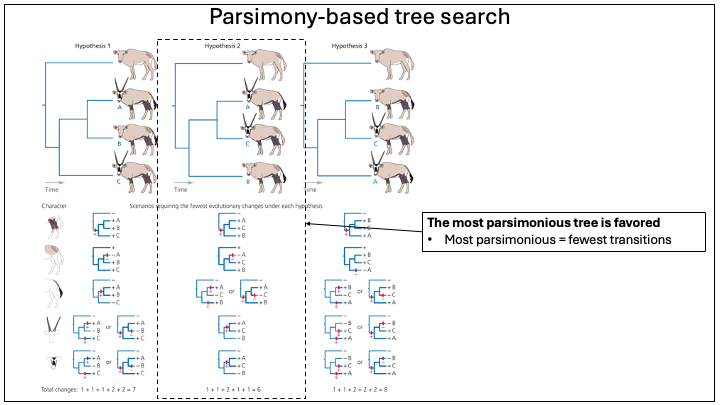 Parsimony-based tree search
Hypothesis 1
Hypothesis 2
Hypothesis 3
A
B
C
Time
A
C
B
Time
B
C
A
Time
Character
Scenarios requiring the fewest evolutionary changes under each hypothesis
−
+ A
+ B
+ C
−
+ A
+ C
+ B
−
+ B
+ C
+ A
The most parsimonious tree is favored
• Most parsimonious = fewest transitions
+
− A
+ B
+ C
+
− A
+ C
+ B
+
+ B
+ C
− A
−
+ A
+ B
− C
−
+ A
− C
+ B
or
−
+ A
− C
+ B
−
+ B
− C
+ A
or
−
+ B
− C
+ A
−
+ A
− B
+ C
or
−
+ A
− B
+ C
−
+ A
+ C
− B
−
− B
+ C
+ A
or
−
− B
+ C
+ A
−
+ A
− B
+ C
or
−
+ A
− B
+ C
−
+ A
+ C
− B
−
− B
+ C
+ A
or
−
− B
+ C
+ A
Total changes: 1 + 1 + 1 + 2 + 2 = 7
1 + 1 + 2 + 1 + 1 = 6
1 + 1 + 2 + 2 + 2 = 8